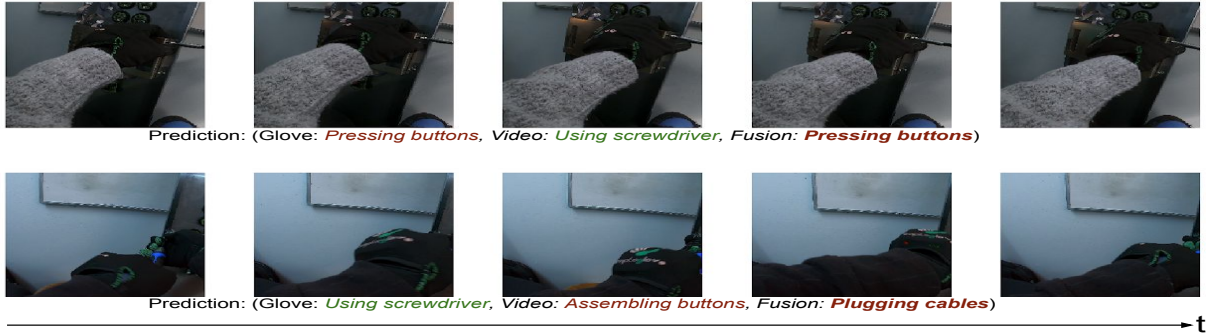 Prediction: (Glove: Pressing buttons, Video: Using screwdriver, Fusion: Pressing buttons)
Prediction: (Glove: Using screwdriver, Video: Assembling buttons, Fusion: Plugging cables)
t